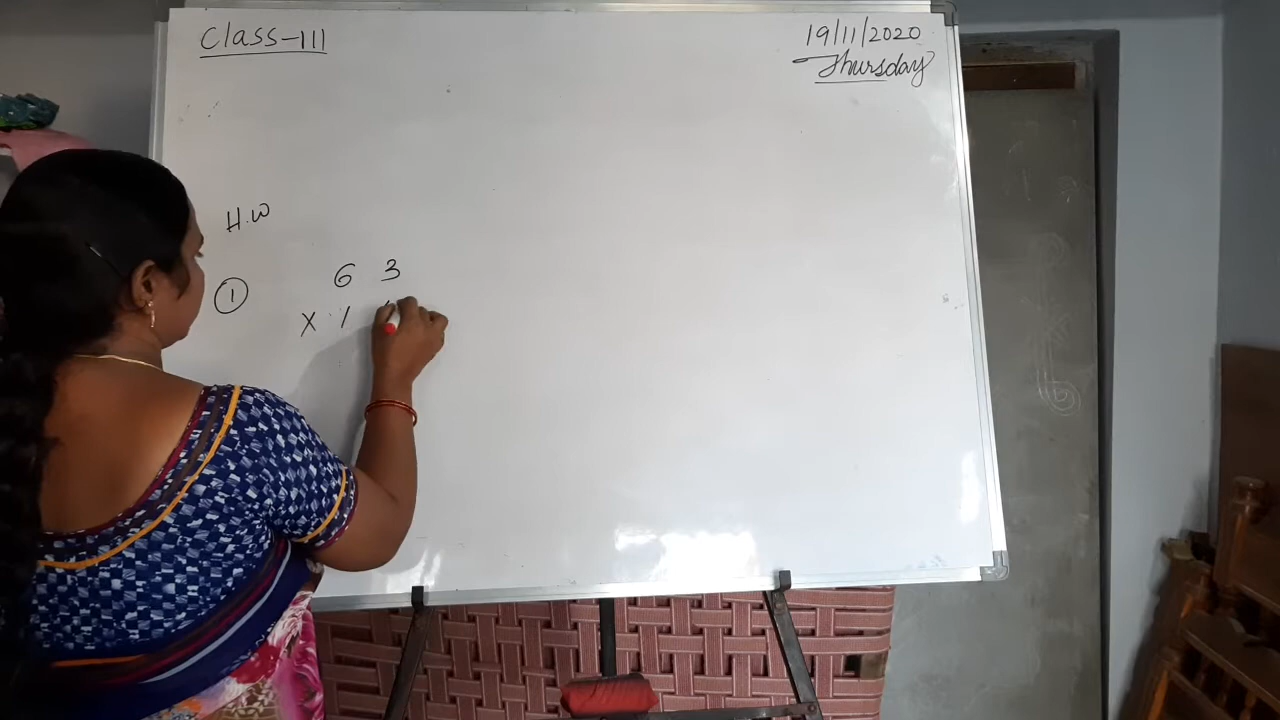 Class-III
19/11/2020
Thursday
H.W
① 6 3
X 1